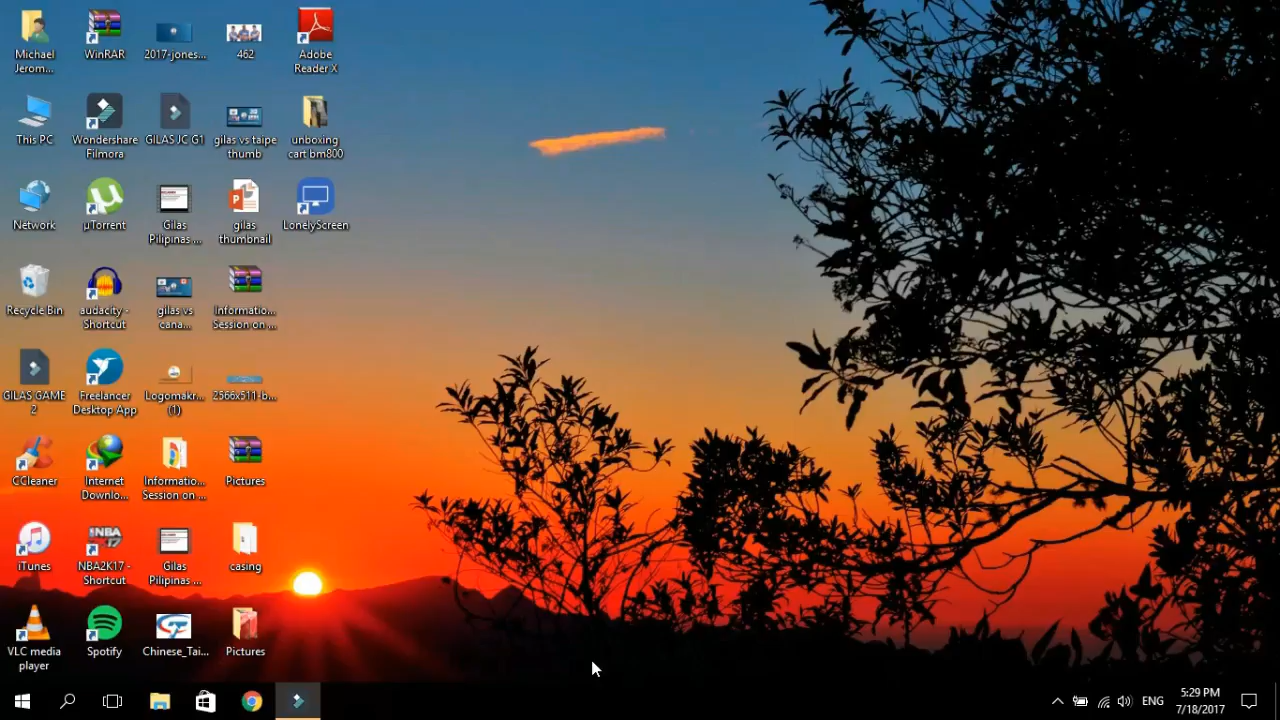 Michael
Jerom...
WinRAR
2017-jones...
462
Adobe
Reader X
This PC
Wondershare
Filmora
GILAS JC G1
gilas vs taipe
thumb
unboxing
cart bm800
Network
µTorrent
Gilas
Pilipinas ...
gilas
thumbnail
LonelyScreen
Recycle Bin
audacity -
Shortcut
gilas vs
cana...
Informatio...
Session on ...
GILAS GAME
2
Freelancer
Desktop App
Logomakr...
(1)
2566x511-b...
CCleaner
Internet
Downlo...
Informatio...
Session on ...
Pictures
iTunes
NBA2K17 -
Shortcut
Gilas
Pilipinas ...
casing
VLC media
player
Spotify
Chinese_Tai...
Pictures
ENG
5:29 PM
7/18/2017